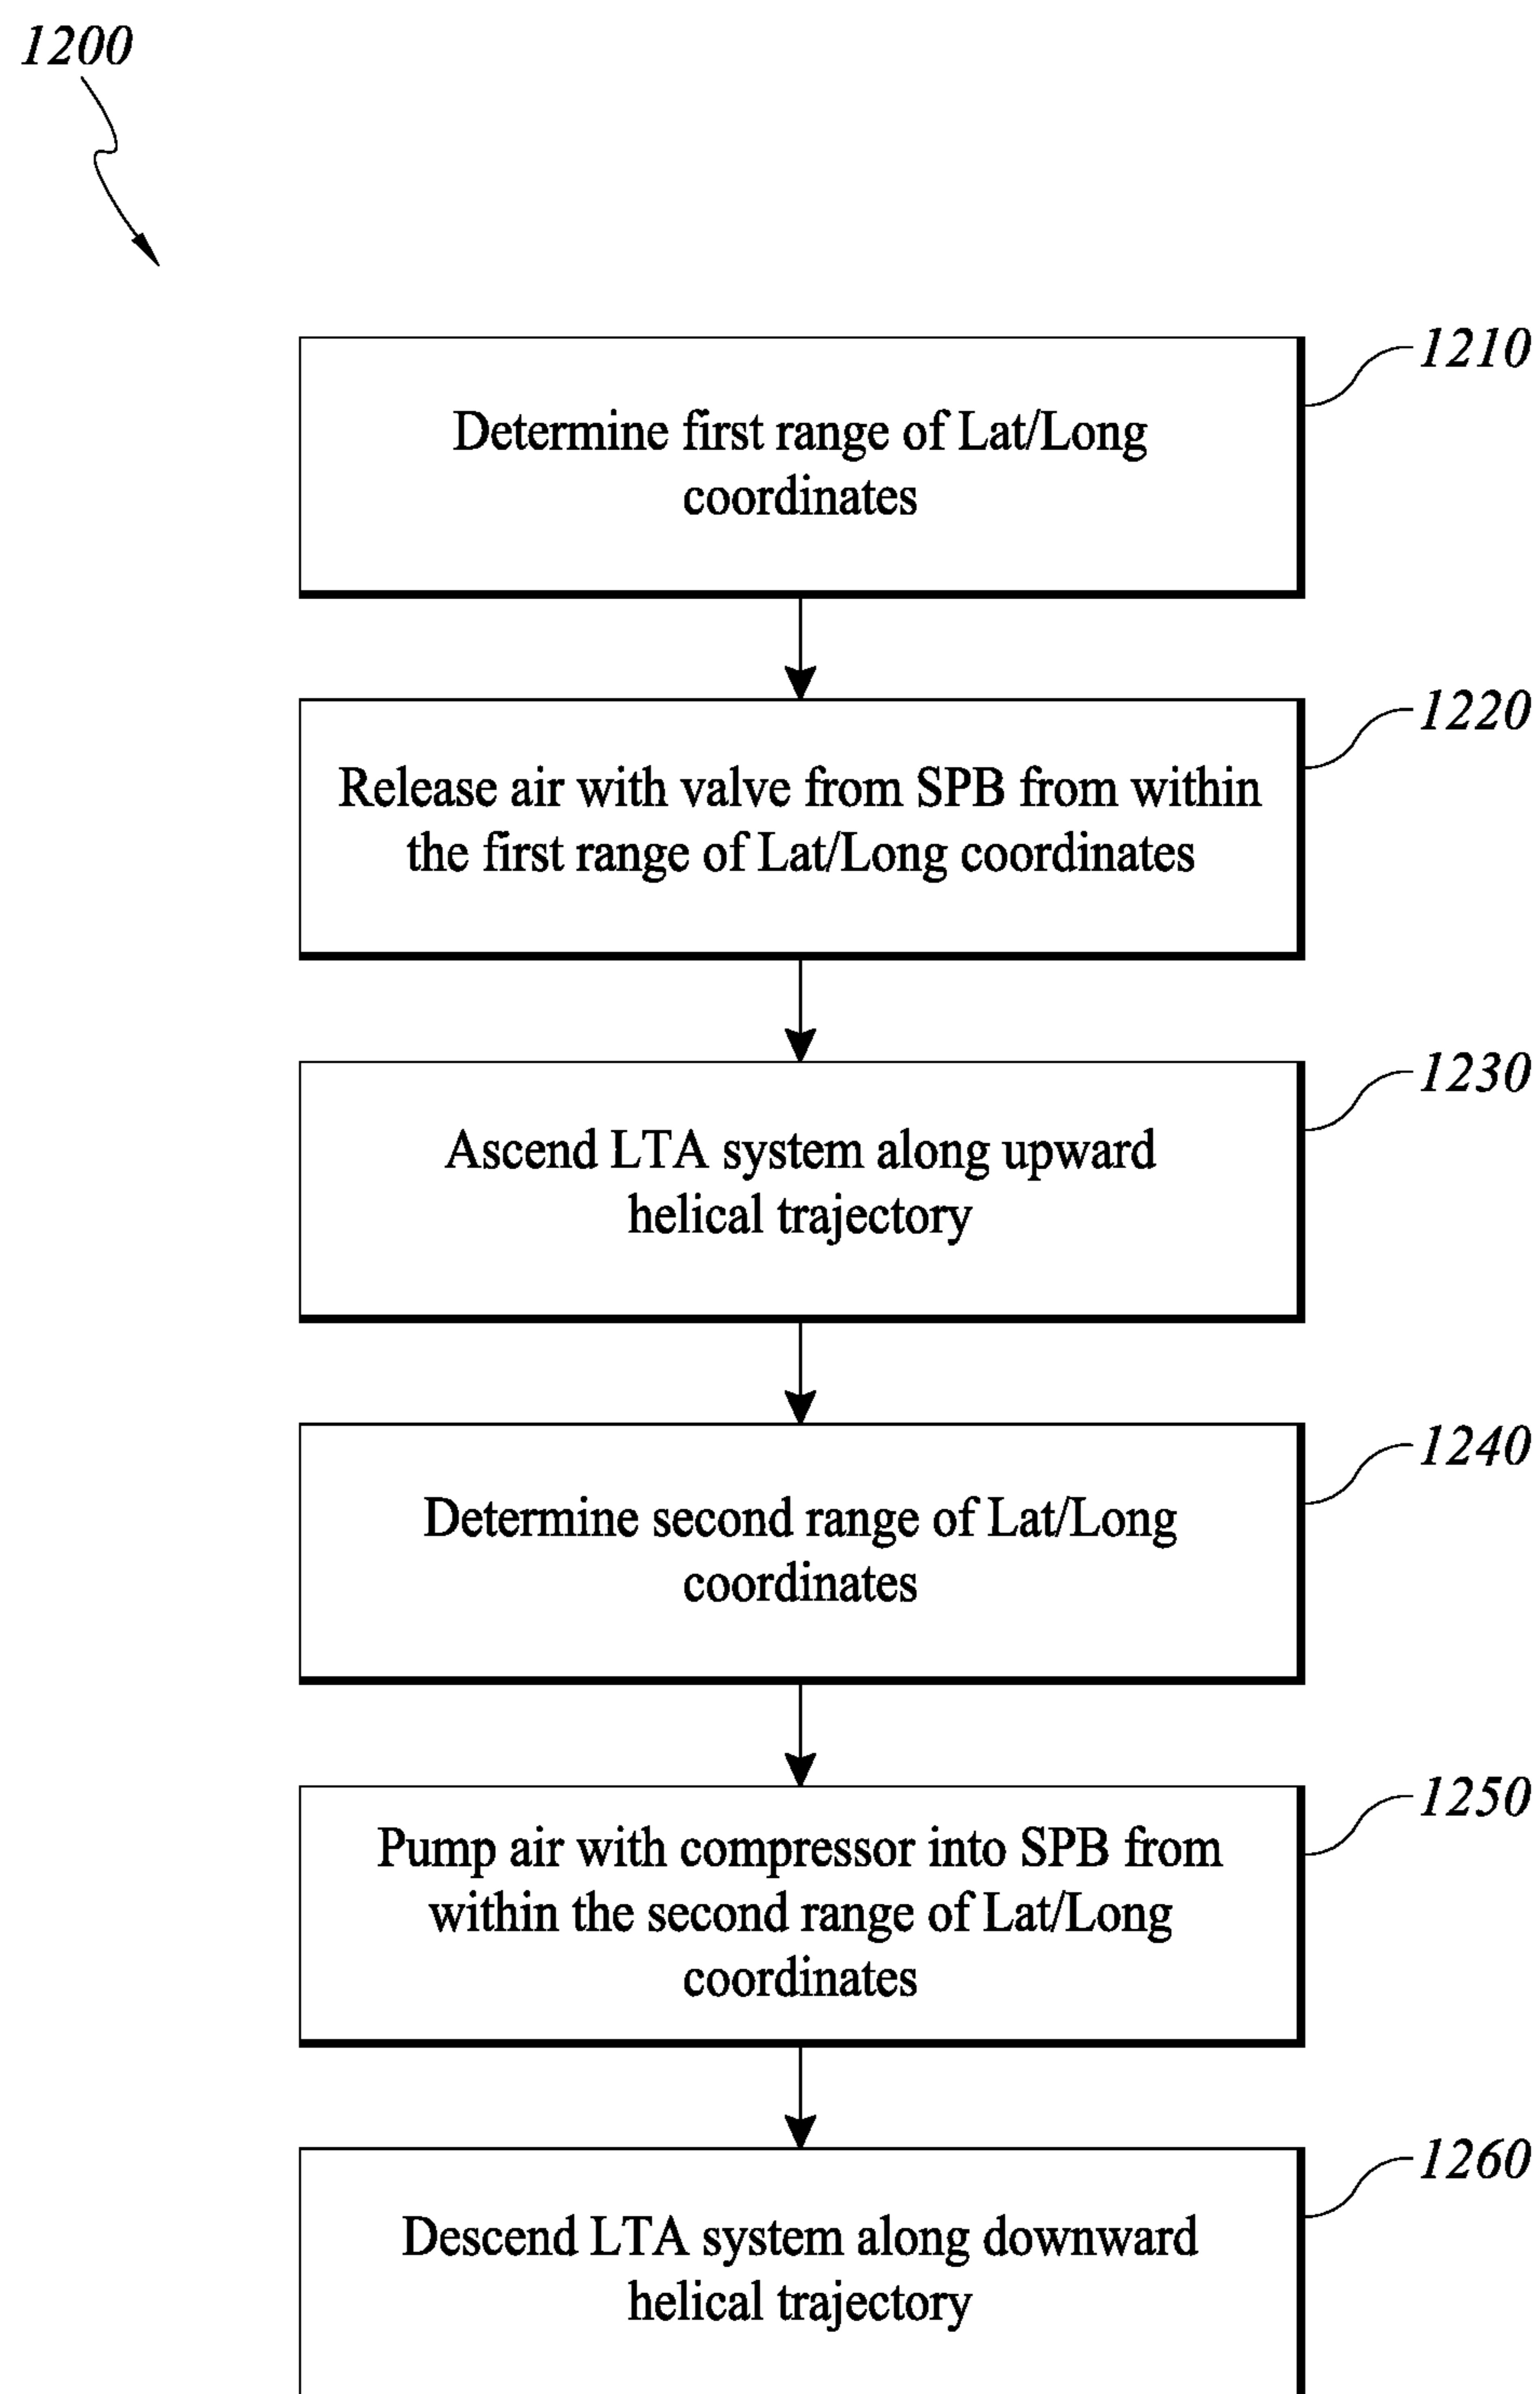 1200
1210
Determine first range of Lat/Long
coordinates
1220
Release air with valve from SPB from within
the first range of Lat/Long coordinates
1230
Ascend LTA system along upward
helical trajectory
1240
Determine second range of Lat/Long
coordinates
1250
Pump air with compressor into SPB from
within the second range of Lat/Long
coordinates
1260
Descend LTA system along downward
helical trajectory